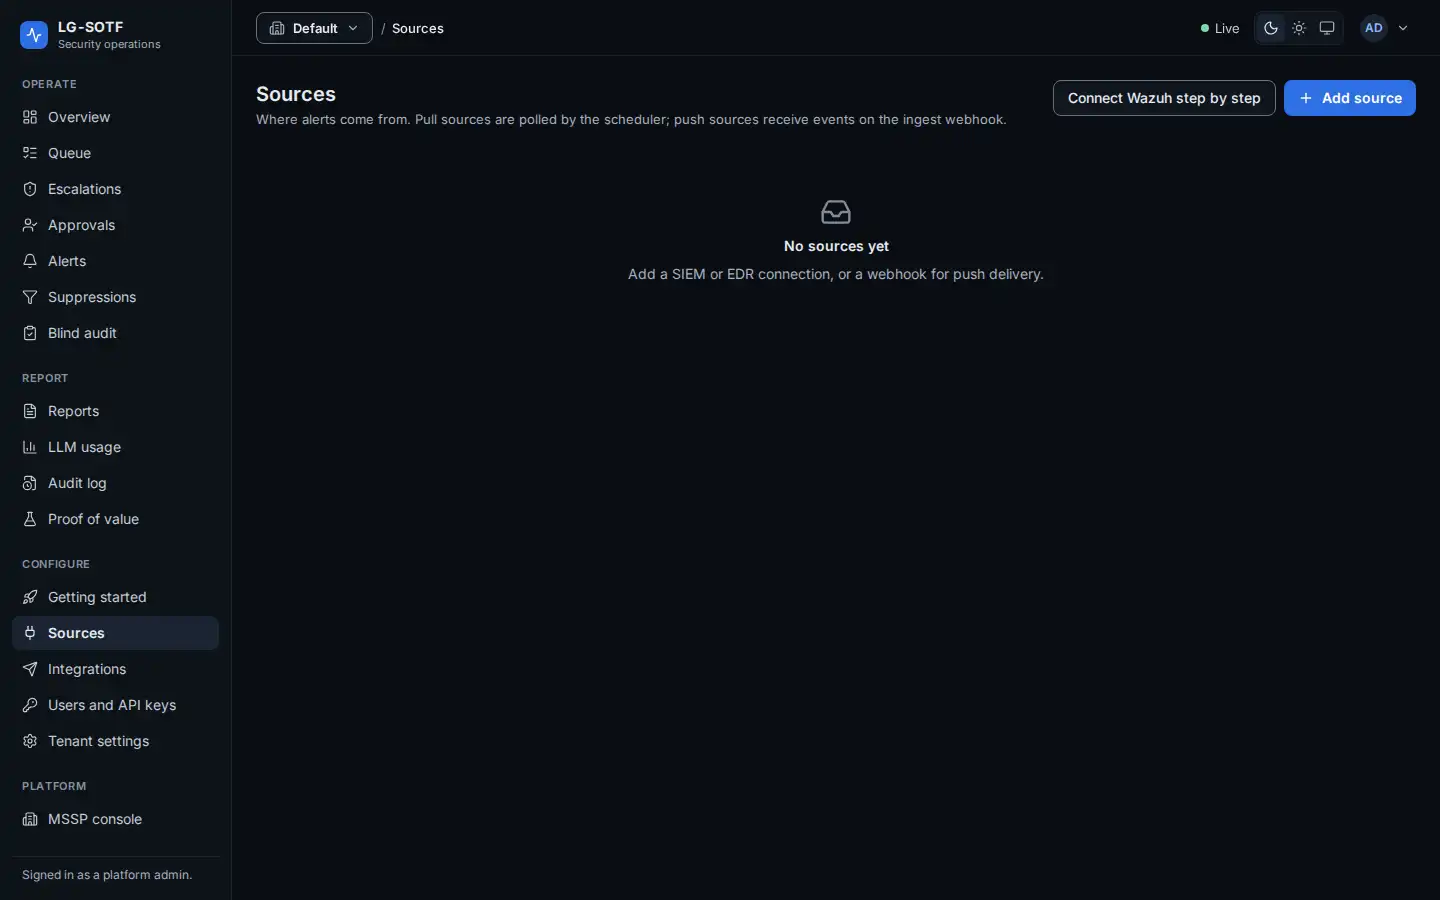 LG-SOTF
Security operations
OPERATE
Overview
Queue
Escalations
Approvals
Alerts
Suppressions
Blind audit
REPORT
Reports
LLM usage
Audit log
Proof of value
CONFIGURE
Getting started
Sources
Integrations
Users and API keys
Tenant settings
PLATFORM
MSSP console
Signed in as a platform admin.
Default / Sources
Live
AD
Sources
Where alerts come from. Pull sources are polled by the scheduler; push sources receive events on the ingest webhook.
Connect Wazuh step by step
Add source
No sources yet
Add a SIEM or EDR connection, or a webhook for push delivery.